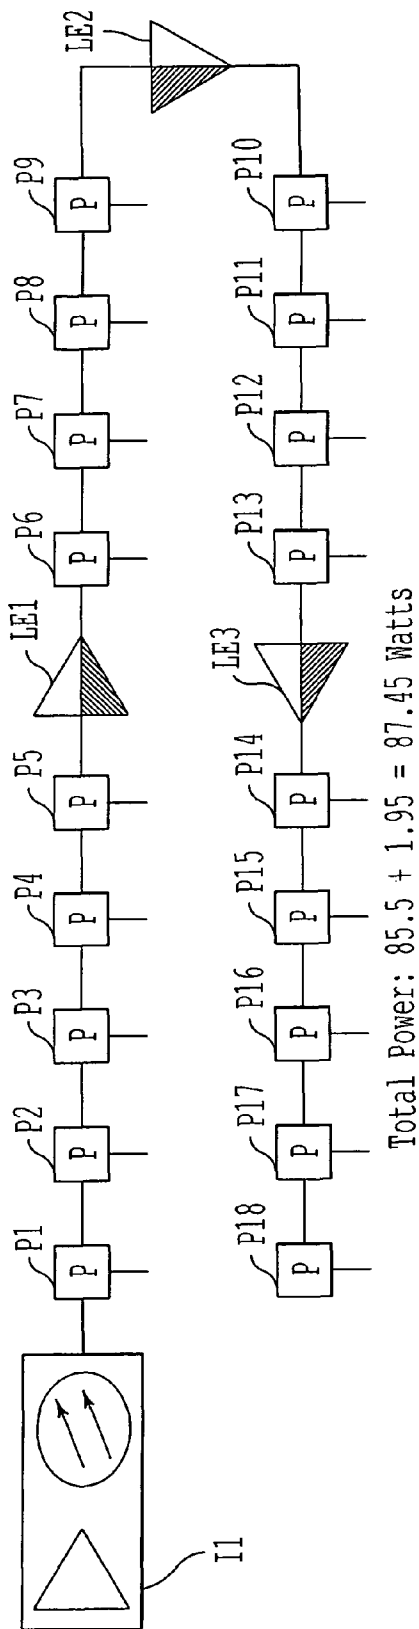 I1
P1 P2 P3 P4 P5 LE1 P6 P7 P8 P9 LE2
P P P P P P P P P
P18 P17 P16 P15 P14 LE3 P13 P12 P11 P10
P P P P P P P P P
Total Power: 85.5 + 1.95 = 87.45 Watts